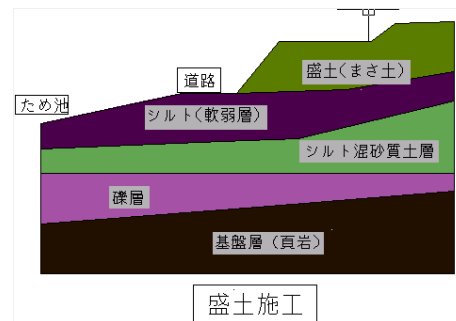 盛土(まさ土)
道路
ため池
シルト(軟弱層)
シルト混砂質土層
礫層
基盤層(頁岩)
盛土施工